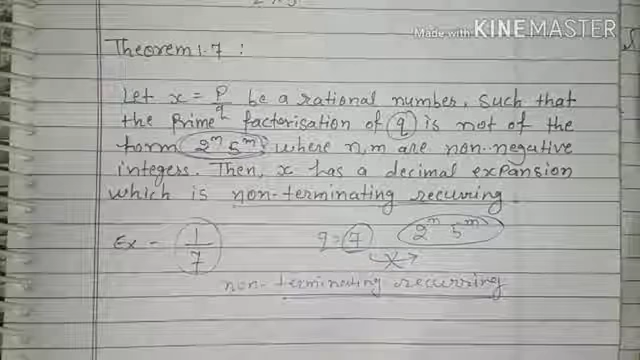 Made with KINEMASTER
Theorem 1.7 :
Let x = p/q be a rational number, such that
the prime factorisation of q is not of the
form 2^n 5^m, where n, m are non-negative
integers. Then, x has a decimal expansion
which is non-terminating recurring.
Ex - 1/7 q = 7 2^n 5^m
non-terminating recurring